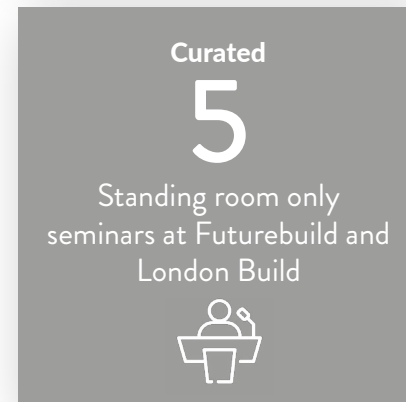 Curated
5
Standing room only
seminars at Futurebuild and
London Build